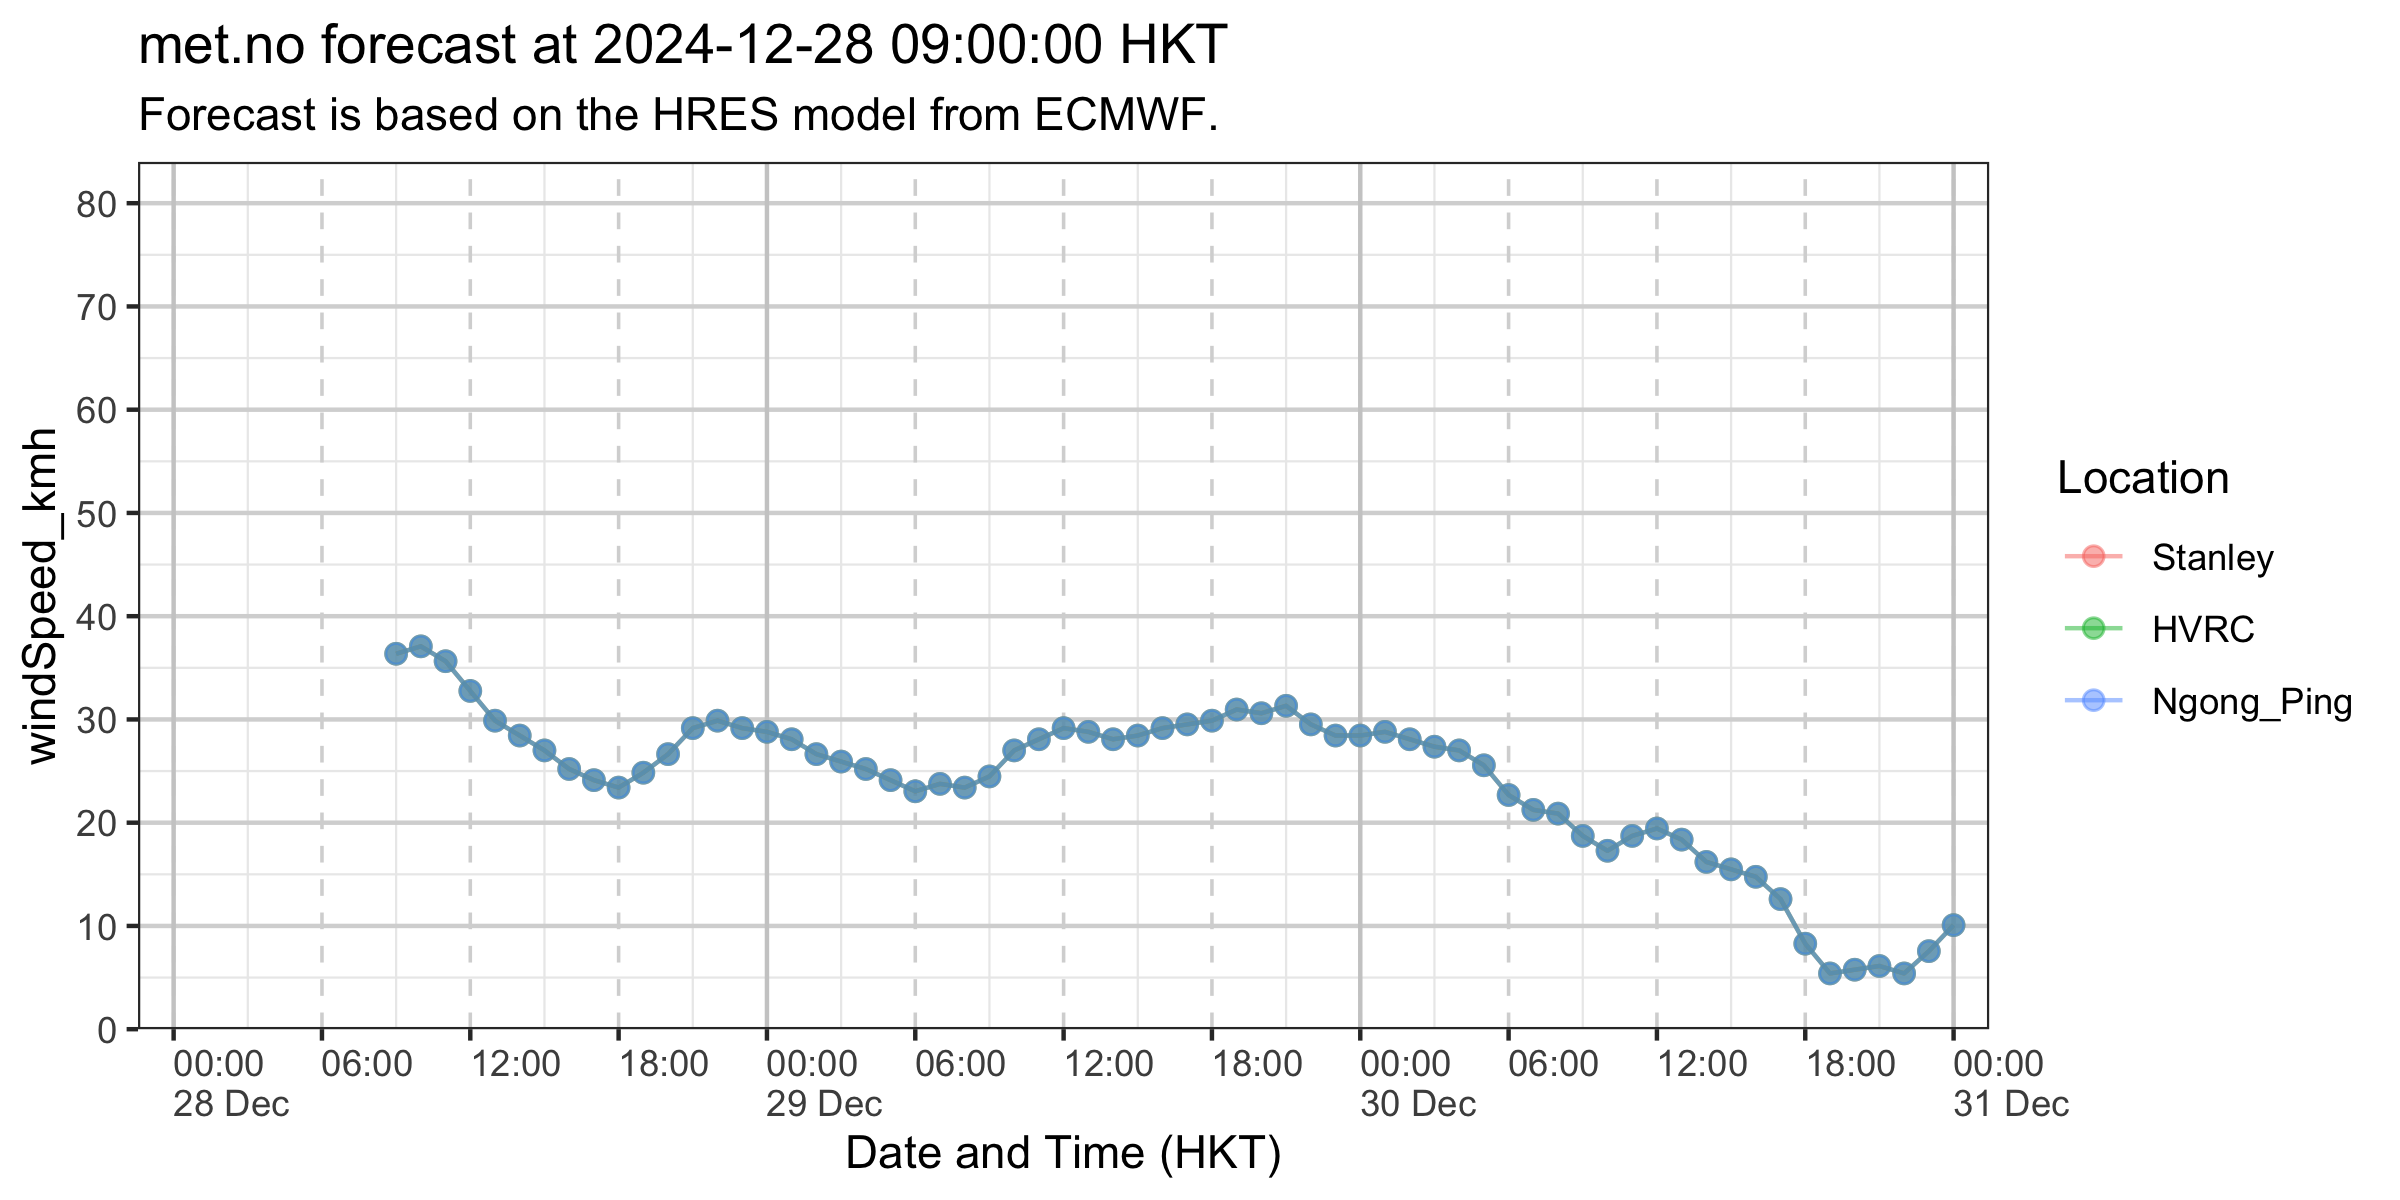 met.no forecast at 2024-12-28 09:00:00 HKT
Forecast is based on the HRES model from ECMWF.
windSpeed_kmh
80
70
60
50
40
30
20
10
0
00:00 06:00 12:00 18:00 00:00 06:00 12:00 18:00 00:00 06:00 12:00 18:00 00:00
28 Dec 29 Dec 30 Dec 31 Dec
Date and Time (HKT)
Location
Stanley
HVRC
Ngong_Ping